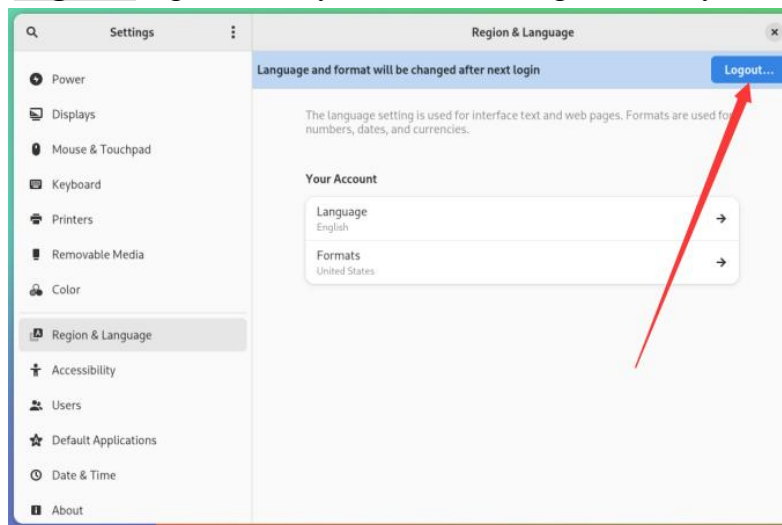 Settings
Region & Language
Power
Displays
Mouse & Touchpad
Keyboard
Printers
Removable Media
Color
Region & Language
Accessibility
Users
Default Applications
Date & Time
About
Language and format will be changed after next login
Logout...
The language setting is used for interface text and web pages. Formats are used for
numbers, dates, and currencies.
Your Account
Language
English
Formats
United States